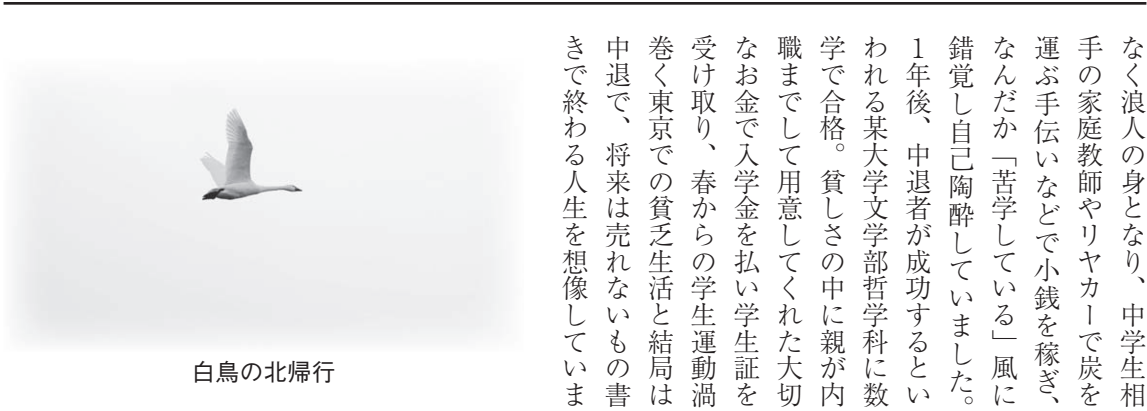 なく浪人の身となり、中学生相
手の家庭教師やリヤカーで炭を
運ぶ手伝いなどで小銭を稼ぎ、
なんだか「苦学している」風に
錯覚し自己陶酔していました。
１年後、中退者が成功するとい
われる某大学文学部哲学科に数
学で合格。貧しさの中に親が内
職までして用意してくれた大切
なお金で入学金を払い学生証を
受け取り、春からの学生運動渦
巻く東京での貧乏生活と結局は
中退で、将来は売れないもの書
きで終わる人生を想像していま
白鳥の北帰行